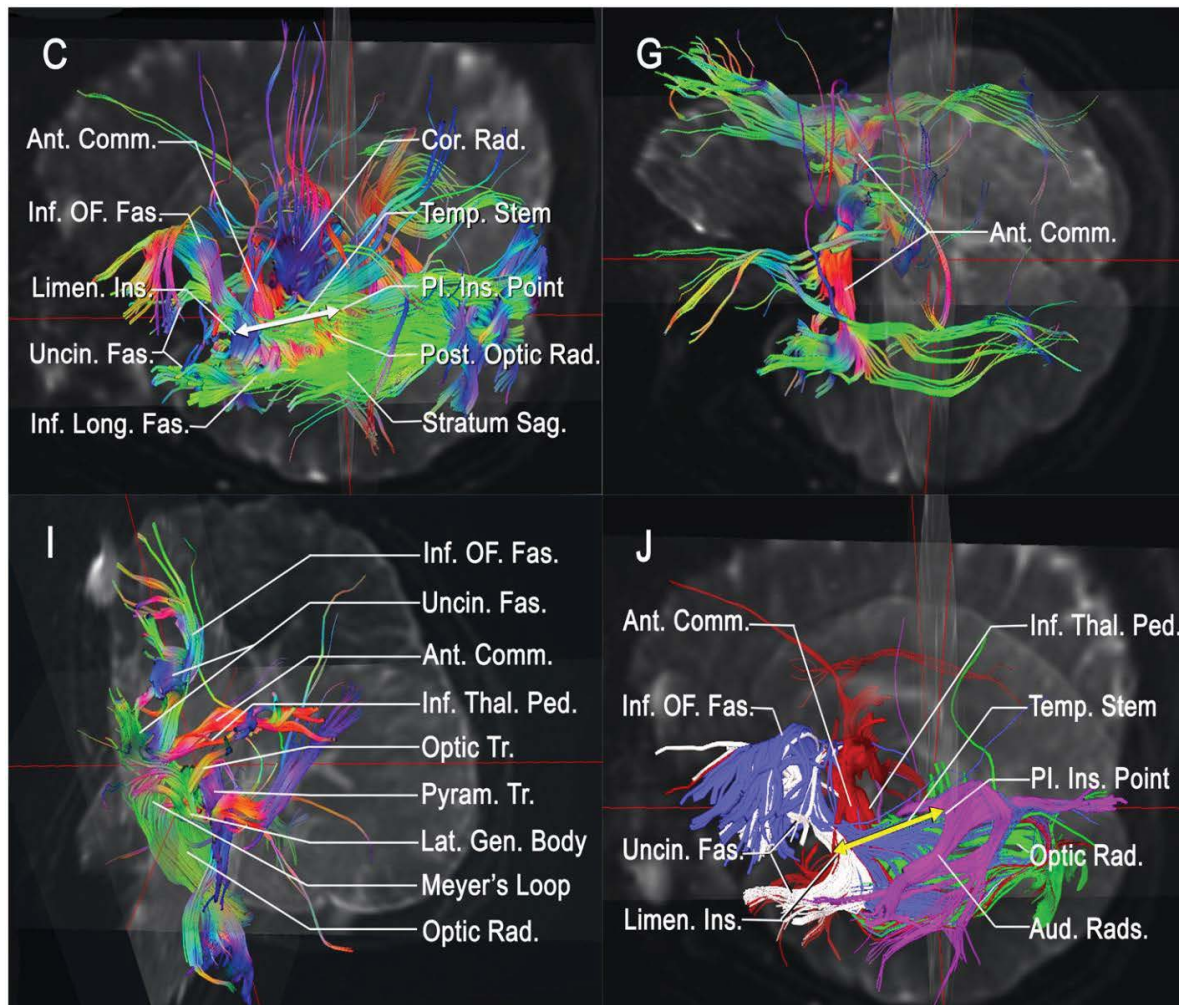 C
Ant. Comm.
Cor. Rad.
Inf. OF. Fas.
Temp. Stem
Limen. Ins.
Pl. Ins. Point
Uncin. Fas.
Post. Optic Rad.
Inf. Long. Fas.
Stratum Sag.
G
Ant. Comm.
I
Inf. OF. Fas.
Uncin. Fas.
Ant. Comm.
Inf. Thal. Ped.
Optic Tr.
Pyram. Tr.
Lat. Gen. Body
Meyer's Loop
Optic Rad.
J
Ant. Comm.
Inf. Thal. Ped.
Inf. OF. Fas.
Temp. Stem
Pl. Ins. Point
Uncin. Fas.
Optic Rad.
Limen. Ins.
Aud. Rads.